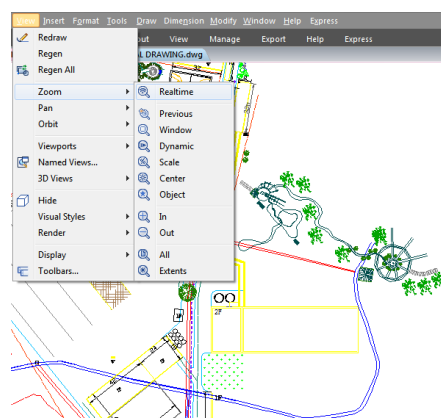 View Insert Format Tools Draw Dimension Modify Window Help Express
out View Manage Export Help Express
L DRAWING.dwg
Redraw
Regen
Regen All
Zoom
Pan
Orbit
Viewports
Named Views...
3D Views
Hide
Visual Styles
Render
Display
Toolbars...
Realtime
Previous
Window
Dynamic
Scale
Center
Object
In
Out
All
Extents
2F